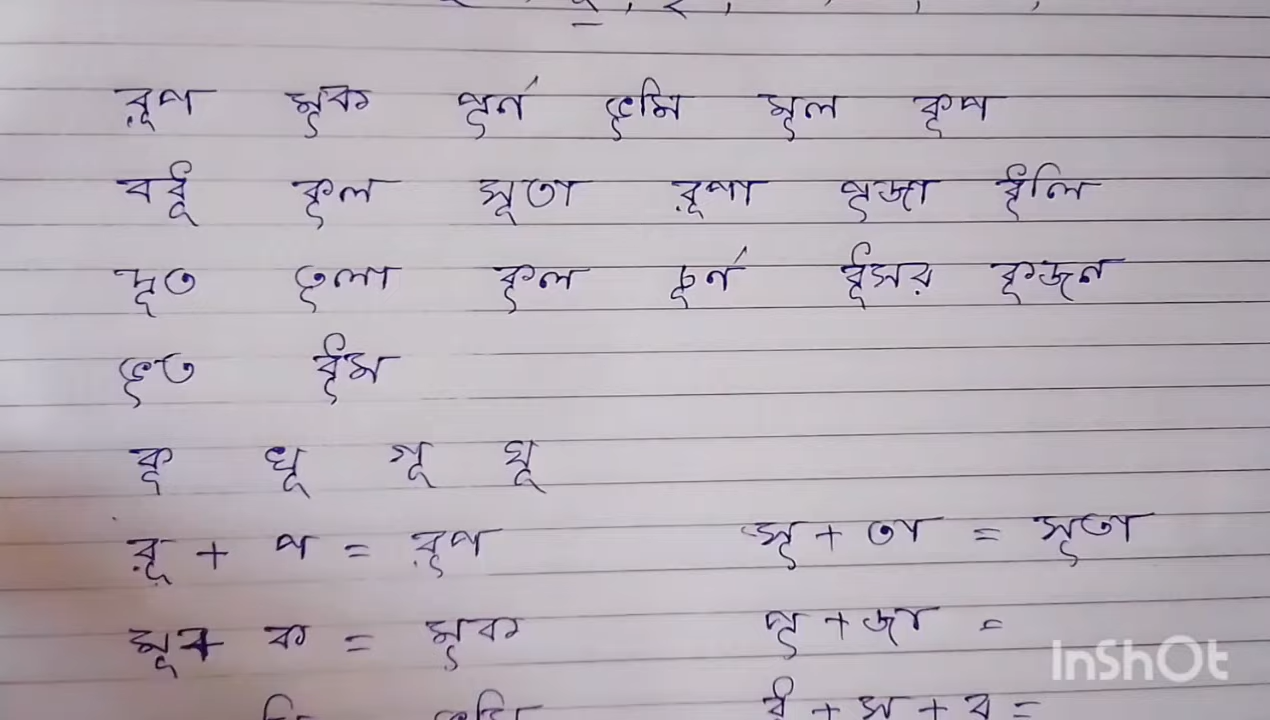 রূপ মূক পূর্ন ভূমি মূল কূপ
বধূ কূল সূতা রূপা পূজা ধূলি
দূত তূলা কূল চূর্ন ধূসর কূজন
ভূত ধূম
কূ খূ গূ ঘূ
রূ + প = রূপ সূ + তা = সূতা
মূ + ক = মূক পূ + জা =
ধূ + স + র =
InShOt